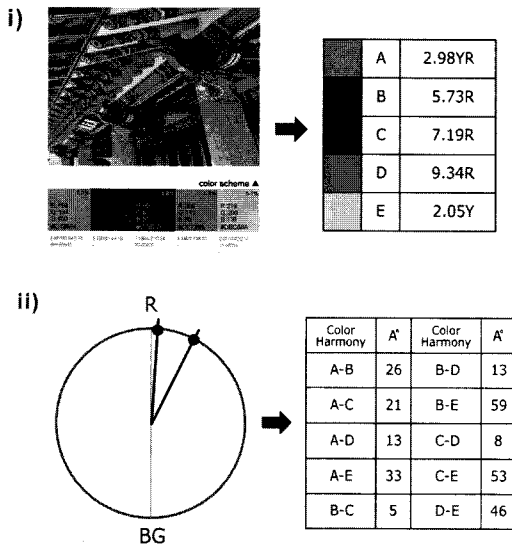 i)
color scheme ▲
A 2.98YR
B 5.73R
C 7.19R
D 9.34R
E 2.05Y
ii)
R
BG
Color Harmony A° Color Harmony A°
A-B 26 B-D 13
A-C 21 B-E 59
A-D 13 C-D 8
A-E 33 C-E 53
B-C 5 D-E 46